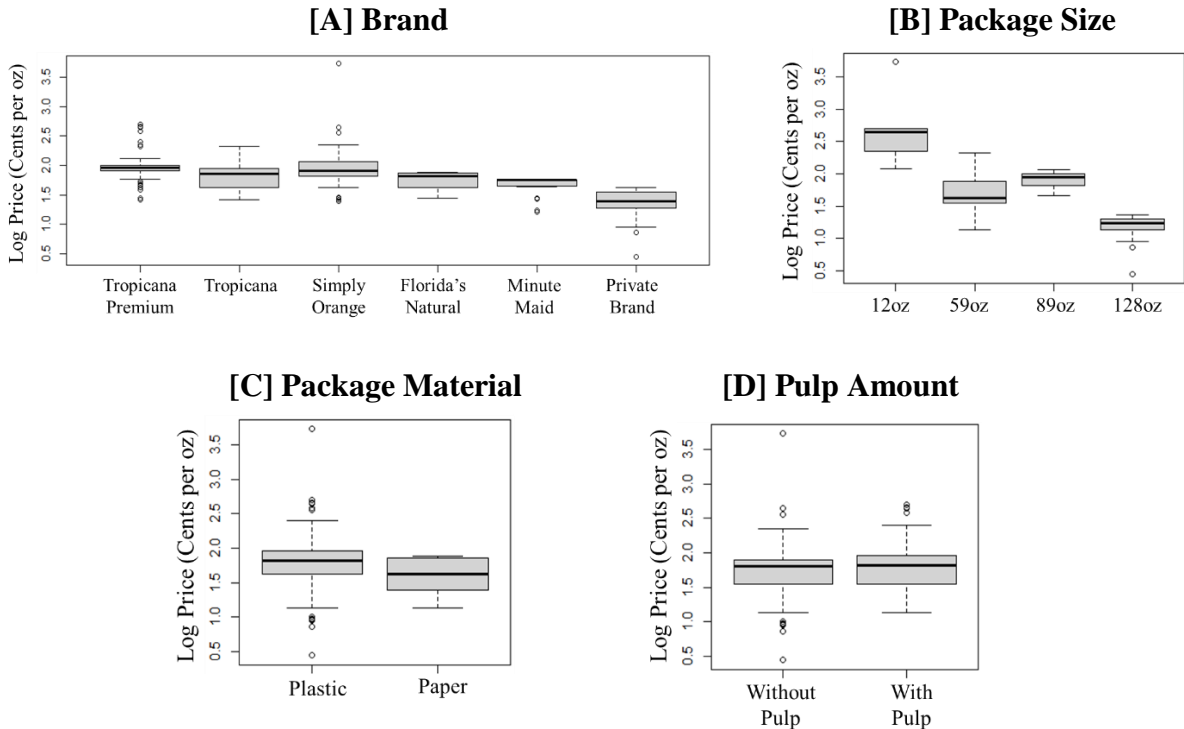 [A] Brand
Log Price (Cents per oz)
3.5
3.0
2.5
2.0
1.5
1.0
0.5
Tropicana Premium
Tropicana
Simply Orange
Florida's Natural
Minute Maid
Private Brand
[B] Package Size
Log Price (Cents per oz)
3.5
3.0
2.5
2.0
1.5
1.0
0.5
12oz
59oz
89oz
128oz
[C] Package Material
Log Price (Cents per oz)
3.5
3.0
2.5
2.0
1.5
1.0
0.5
Plastic
Paper
[D] Pulp Amount
Log Price (Cents per oz)
3.5
3.0
2.5
2.0
1.5
1.0
0.5
Without Pulp
With Pulp